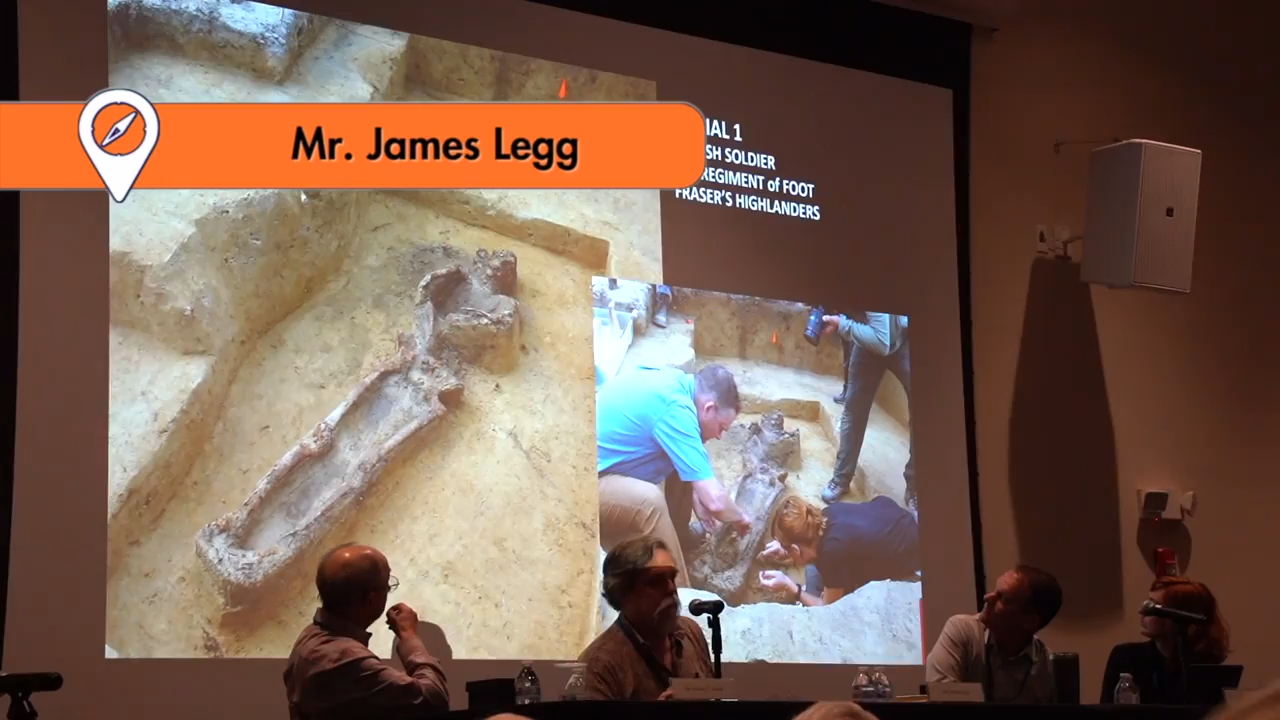 Mr. James Legg
IAL 1
SH SOLDIER
REGIMENT of FOOT
FRASER'S HIGHLANDERS